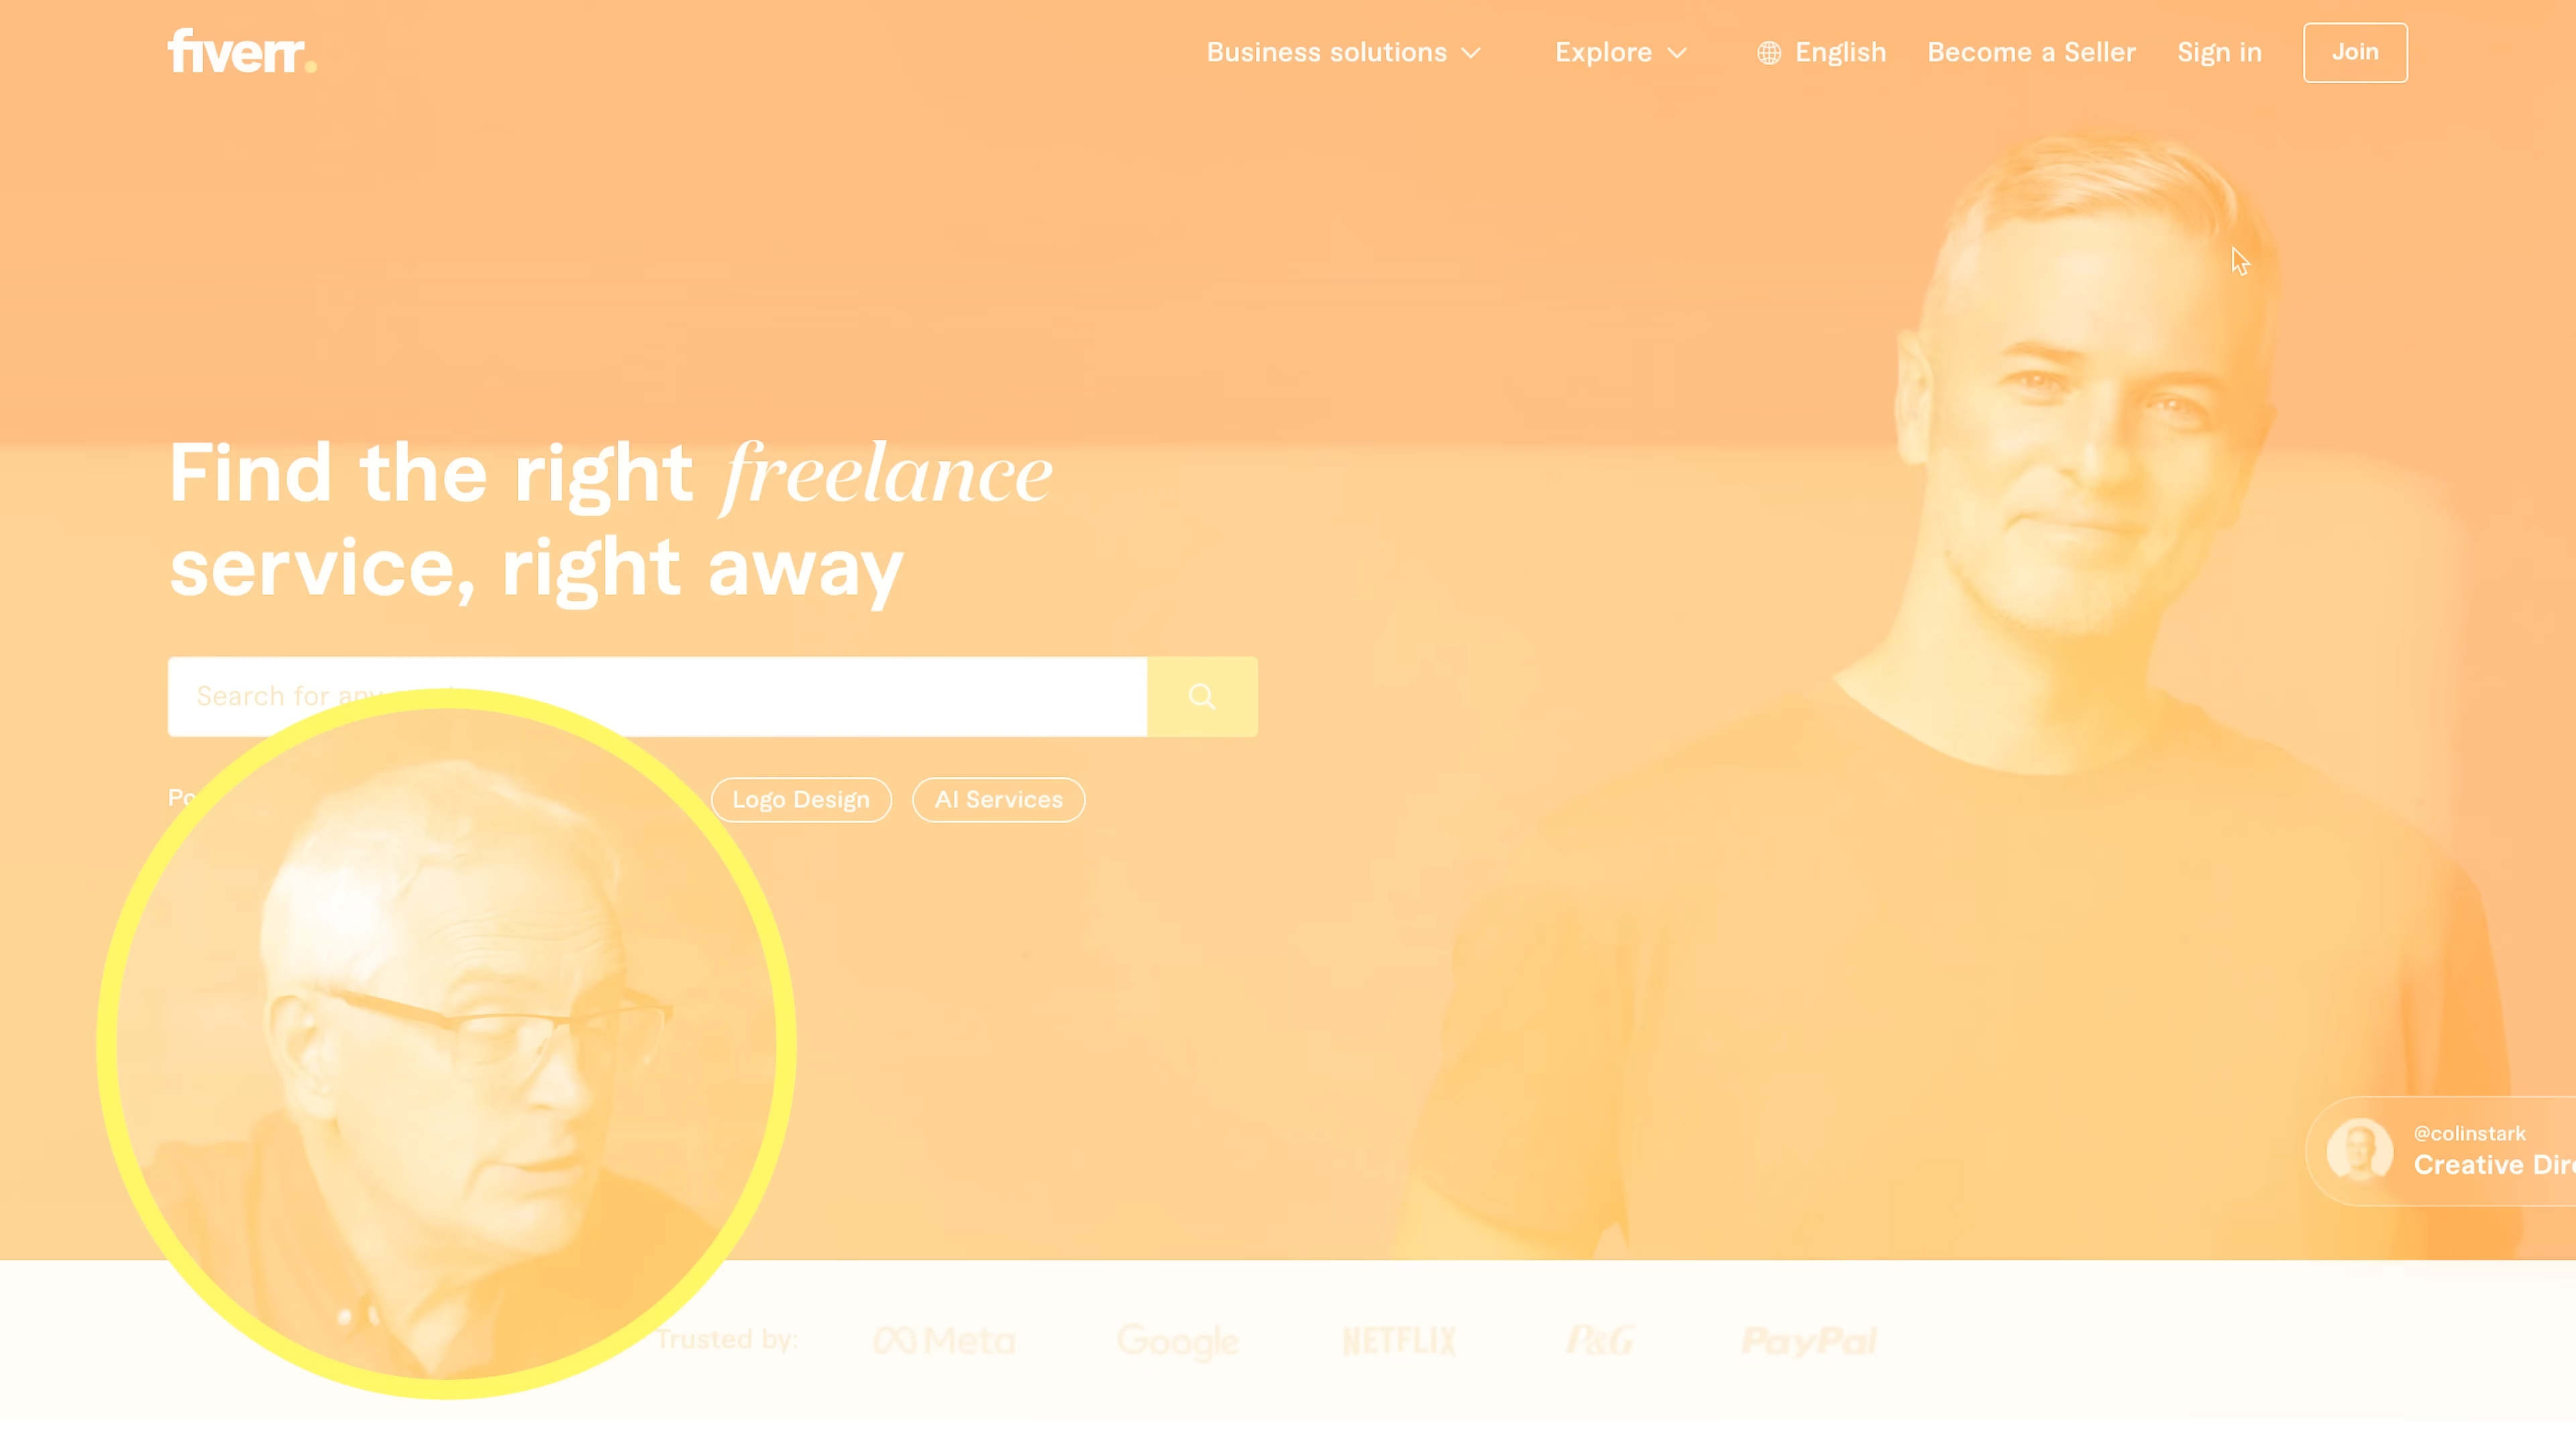 fiverr.
Business solutions
Explore
English
Become a Seller
Sign in
Join
Find the right freelance
service, right away
Search for any
Logo Design
AI Services
@colinstark
Creative
Trusted by:
Meta
Google
NETFLIX
P&G
PayPal